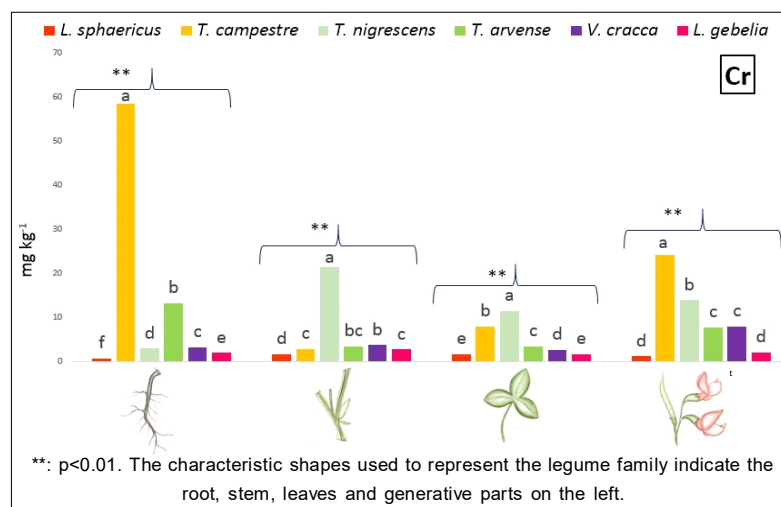 L. sphaericus T. campestre T. nigrescens T. arvense V. cracca L. gebelia
Cr
mg kg-1
70
60
50
40
30
20
10
0
**
a
b
f
d
c
e
**
a
d
c
bc
b
c
**
a
b
e
c
d
e
**
a
b
c
c
d
d
t
**: p<0.01. The characteristic shapes used to represent the legume family indicate the
root, stem, leaves and generative parts on the left.